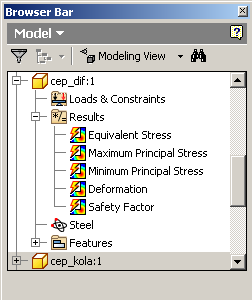 Browser Bar
Model
Modeling View
cep_dif:1
Loads & Constraints
Results
Equivalent Stress
Maximum Principal Stress
Minimum Principal Stress
Deformation
Safety Factor
Steel
Features
cep_kola:1